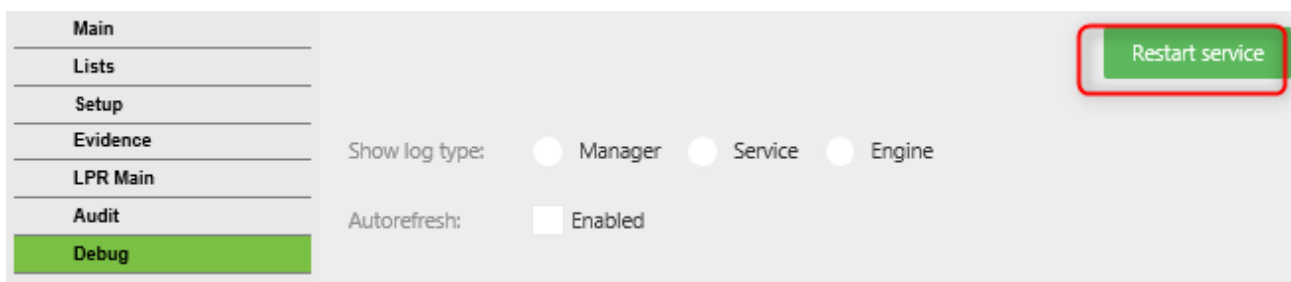 Main
Lists
Setup
Evidence
LPR Main
Audit
Debug
Restart service
Show log type: Manager Service Engine
Autorefresh: Enabled